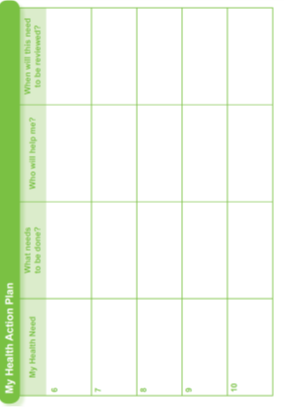 My Health Action Plan
My Health Need
What needs
to be done?
Who will help me?
When will this need
to be reviewed?
6
7
8
9
10